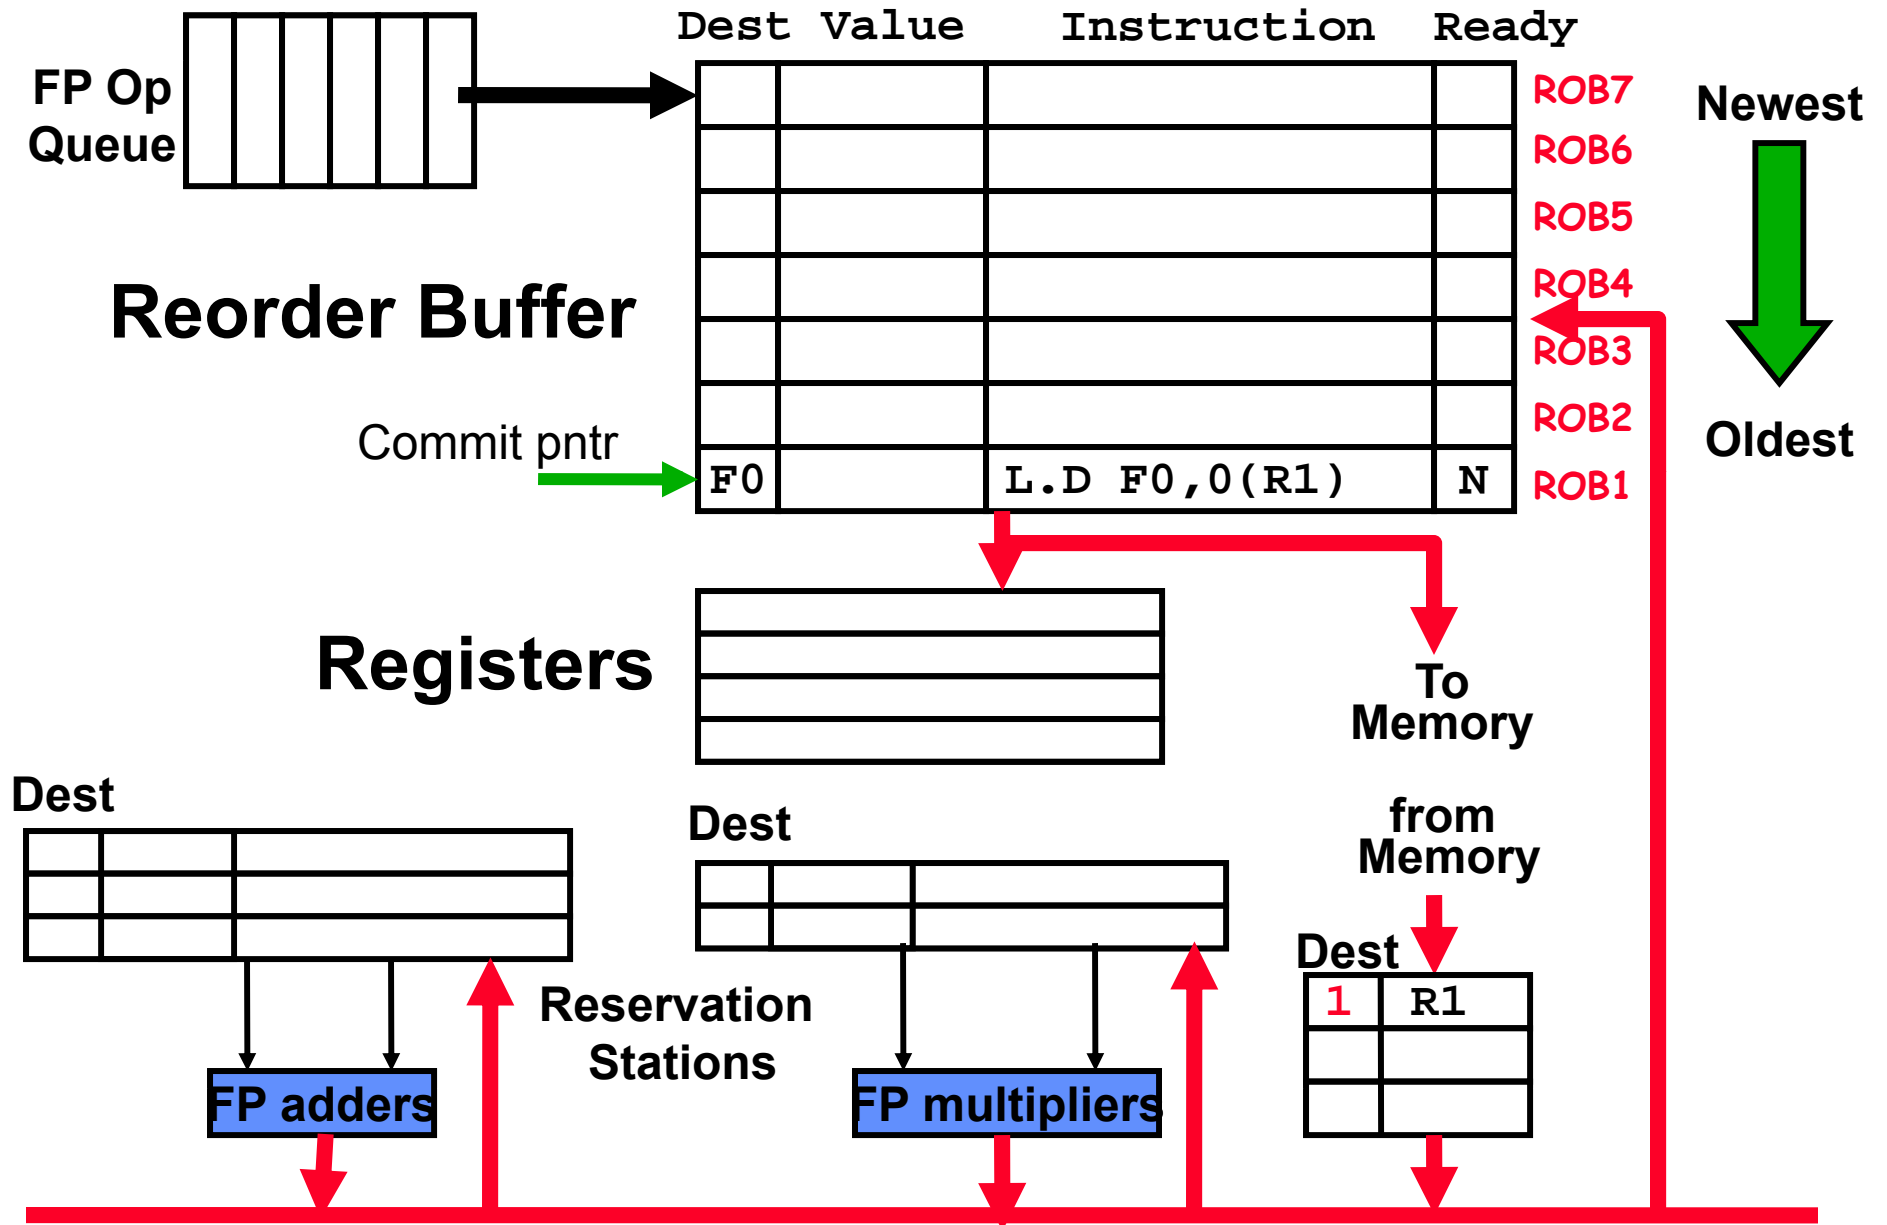 Dest Value Instruction Ready
FP Op
Queue
ROB7
ROB6
ROB5
ROB4
ROB3
ROB2
ROB1
Newest
Oldest
Reorder Buffer
Commit pntr
F0 L.D F0,0(R1) N
Registers
To
Memory
from
Memory
Dest
Dest
Dest
1 R1
Reservation
Stations
FP adders
FP multipliers